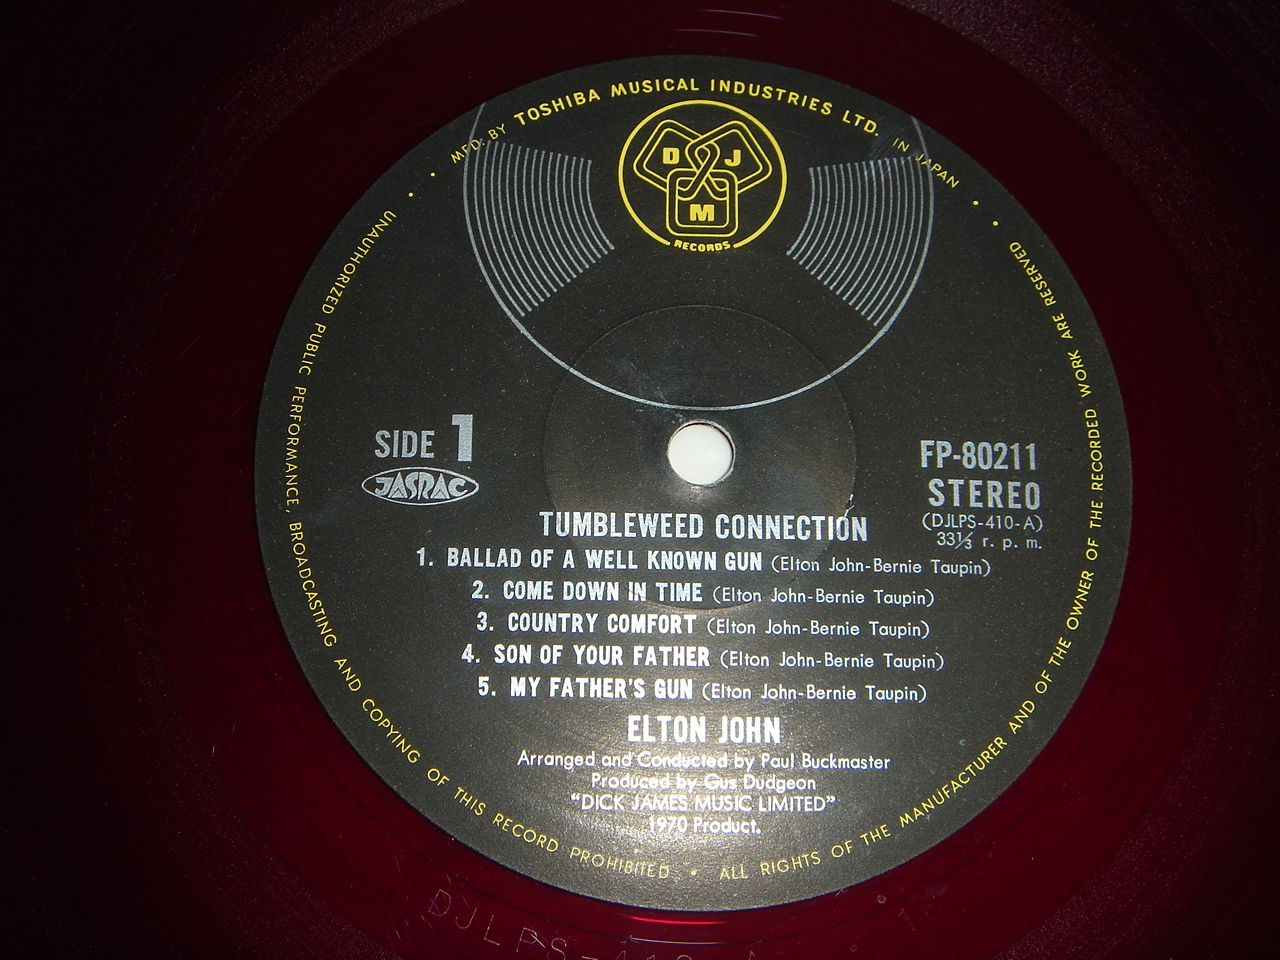 MFD. BY TOSHIBA MUSICAL INDUSTRIES LTD. IN JAPAN
D J M
RECORDS
SIDE 1
JASRAC
FP-80211
STEREO
(DJLPS-410-A)
33⅓ r. p. m.
TUMBLEWEED CONNECTION
1. BALLAD OF A WELL KNOWN GUN (Elton John-Bernie Taupin)
2. COME DOWN IN TIME (Elton John-Bernie Taupin)
3. COUNTRY COMFORT (Elton John-Bernie Taupin)
4. SON OF YOUR FATHER (Elton John-Bernie Taupin)
5. MY FATHER'S GUN (Elton John-Bernie Taupin)
ELTON JOHN
Arranged and Conducted by Paul Buckmaster
Produced by Gus Dudgeon
"DICK JAMES MUSIC LIMITED"
1970 Product.
UNAUTHORIZED PUBLIC PERFORMANCE, BROADCASTING AND COPYING OF THIS RECORD PROHIBITED • ALL RIGHTS OF THE MANUFACTURER AND OF THE OWNER OF THE RECORDED WORK ARE RESERVED
DJLPS-410-A